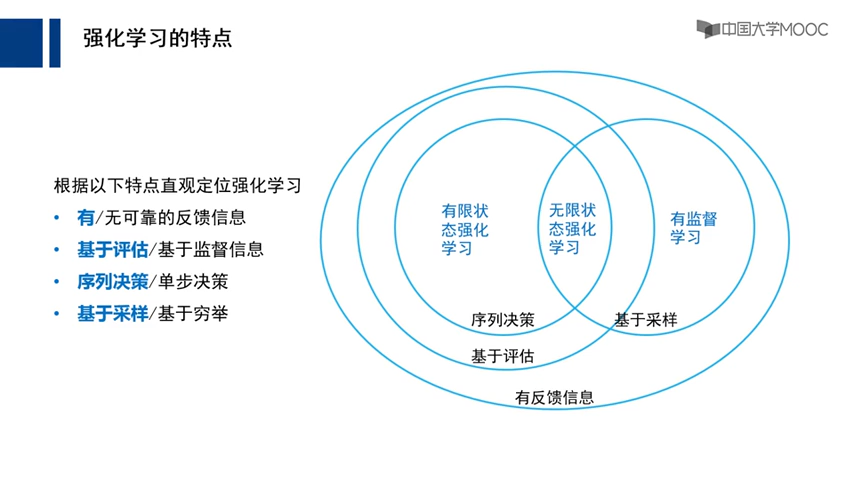 强化学习的特点
中国大学MOOC
根据以下特点直观定位强化学习
• 有/无可靠的反馈信息
• 基于评估/基于监督信息
• 序列决策/单步决策
• 基于采样/基于穷举
有限状
态强化
学习
无限状
态强化
学习
有监督
学习
序列决策
基于采样
基于评估
有反馈信息